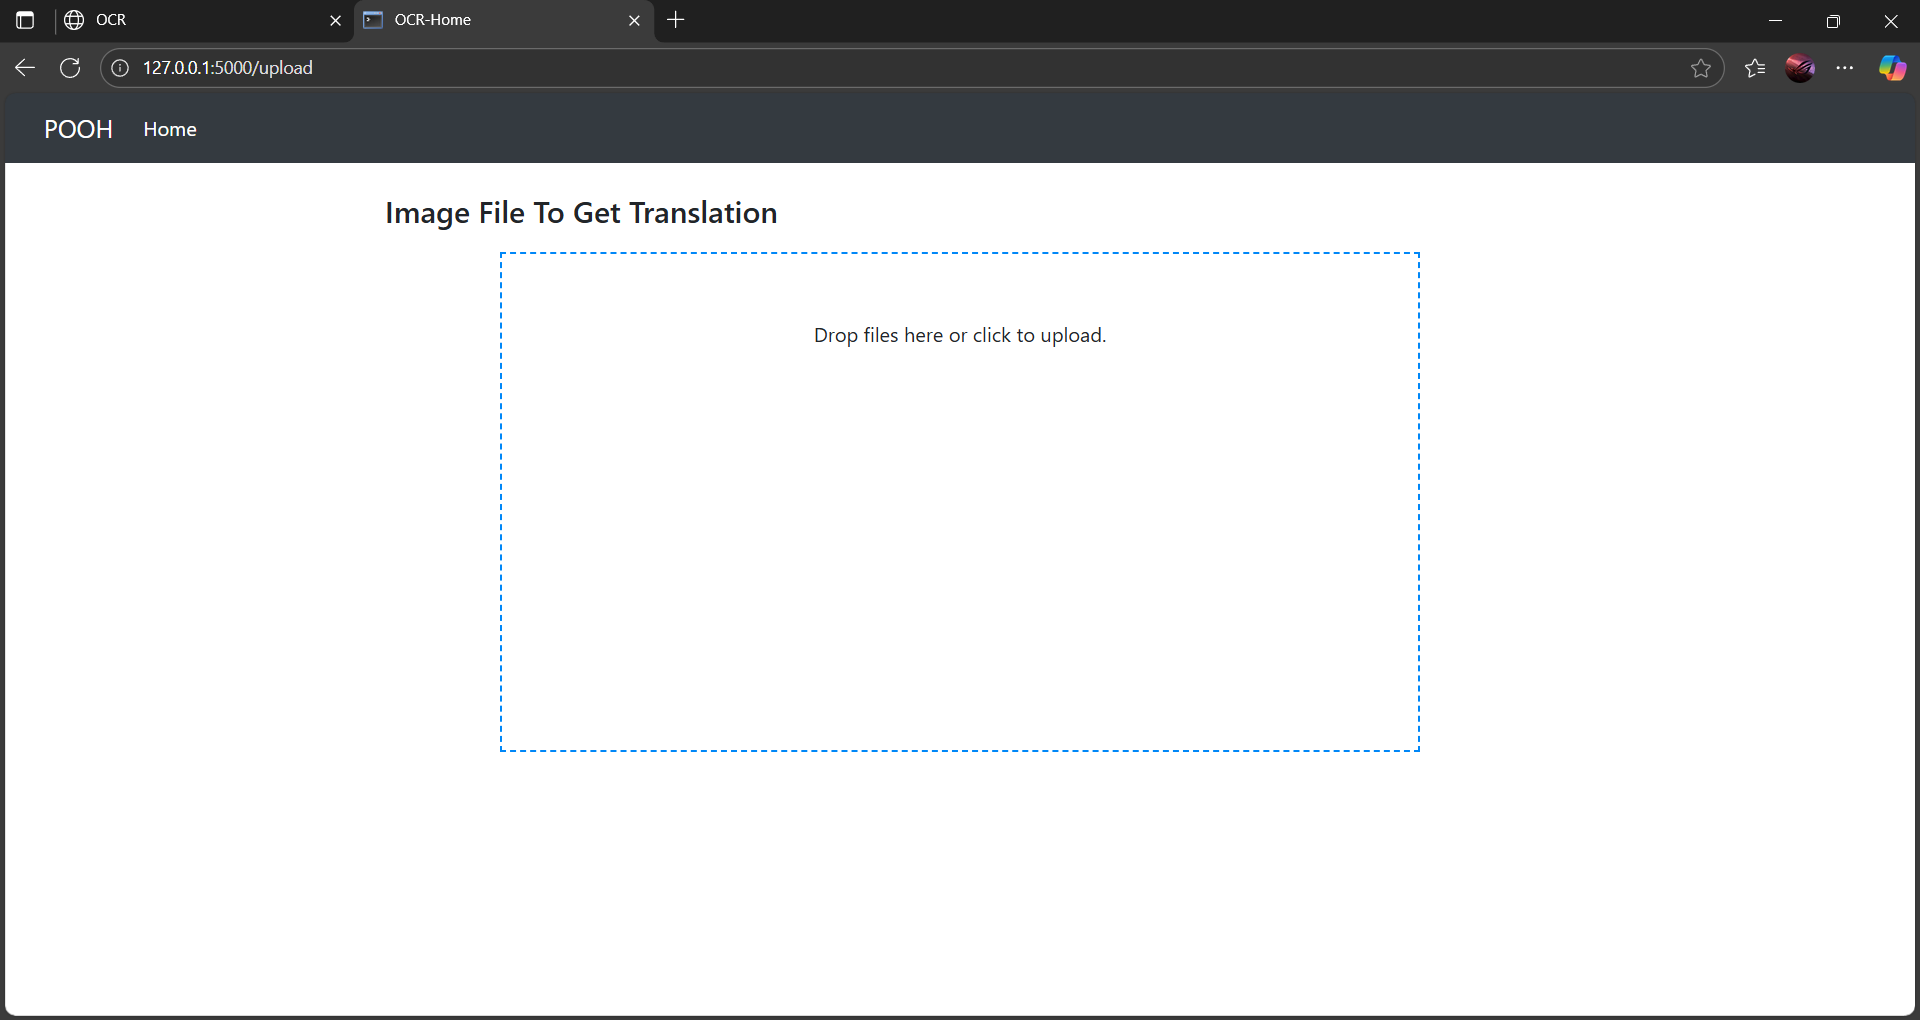 OCR
OCR-Home
127.0.0.1:5000/upload
POOH Home
Image File To Get Translation
Drop files here or click to upload.